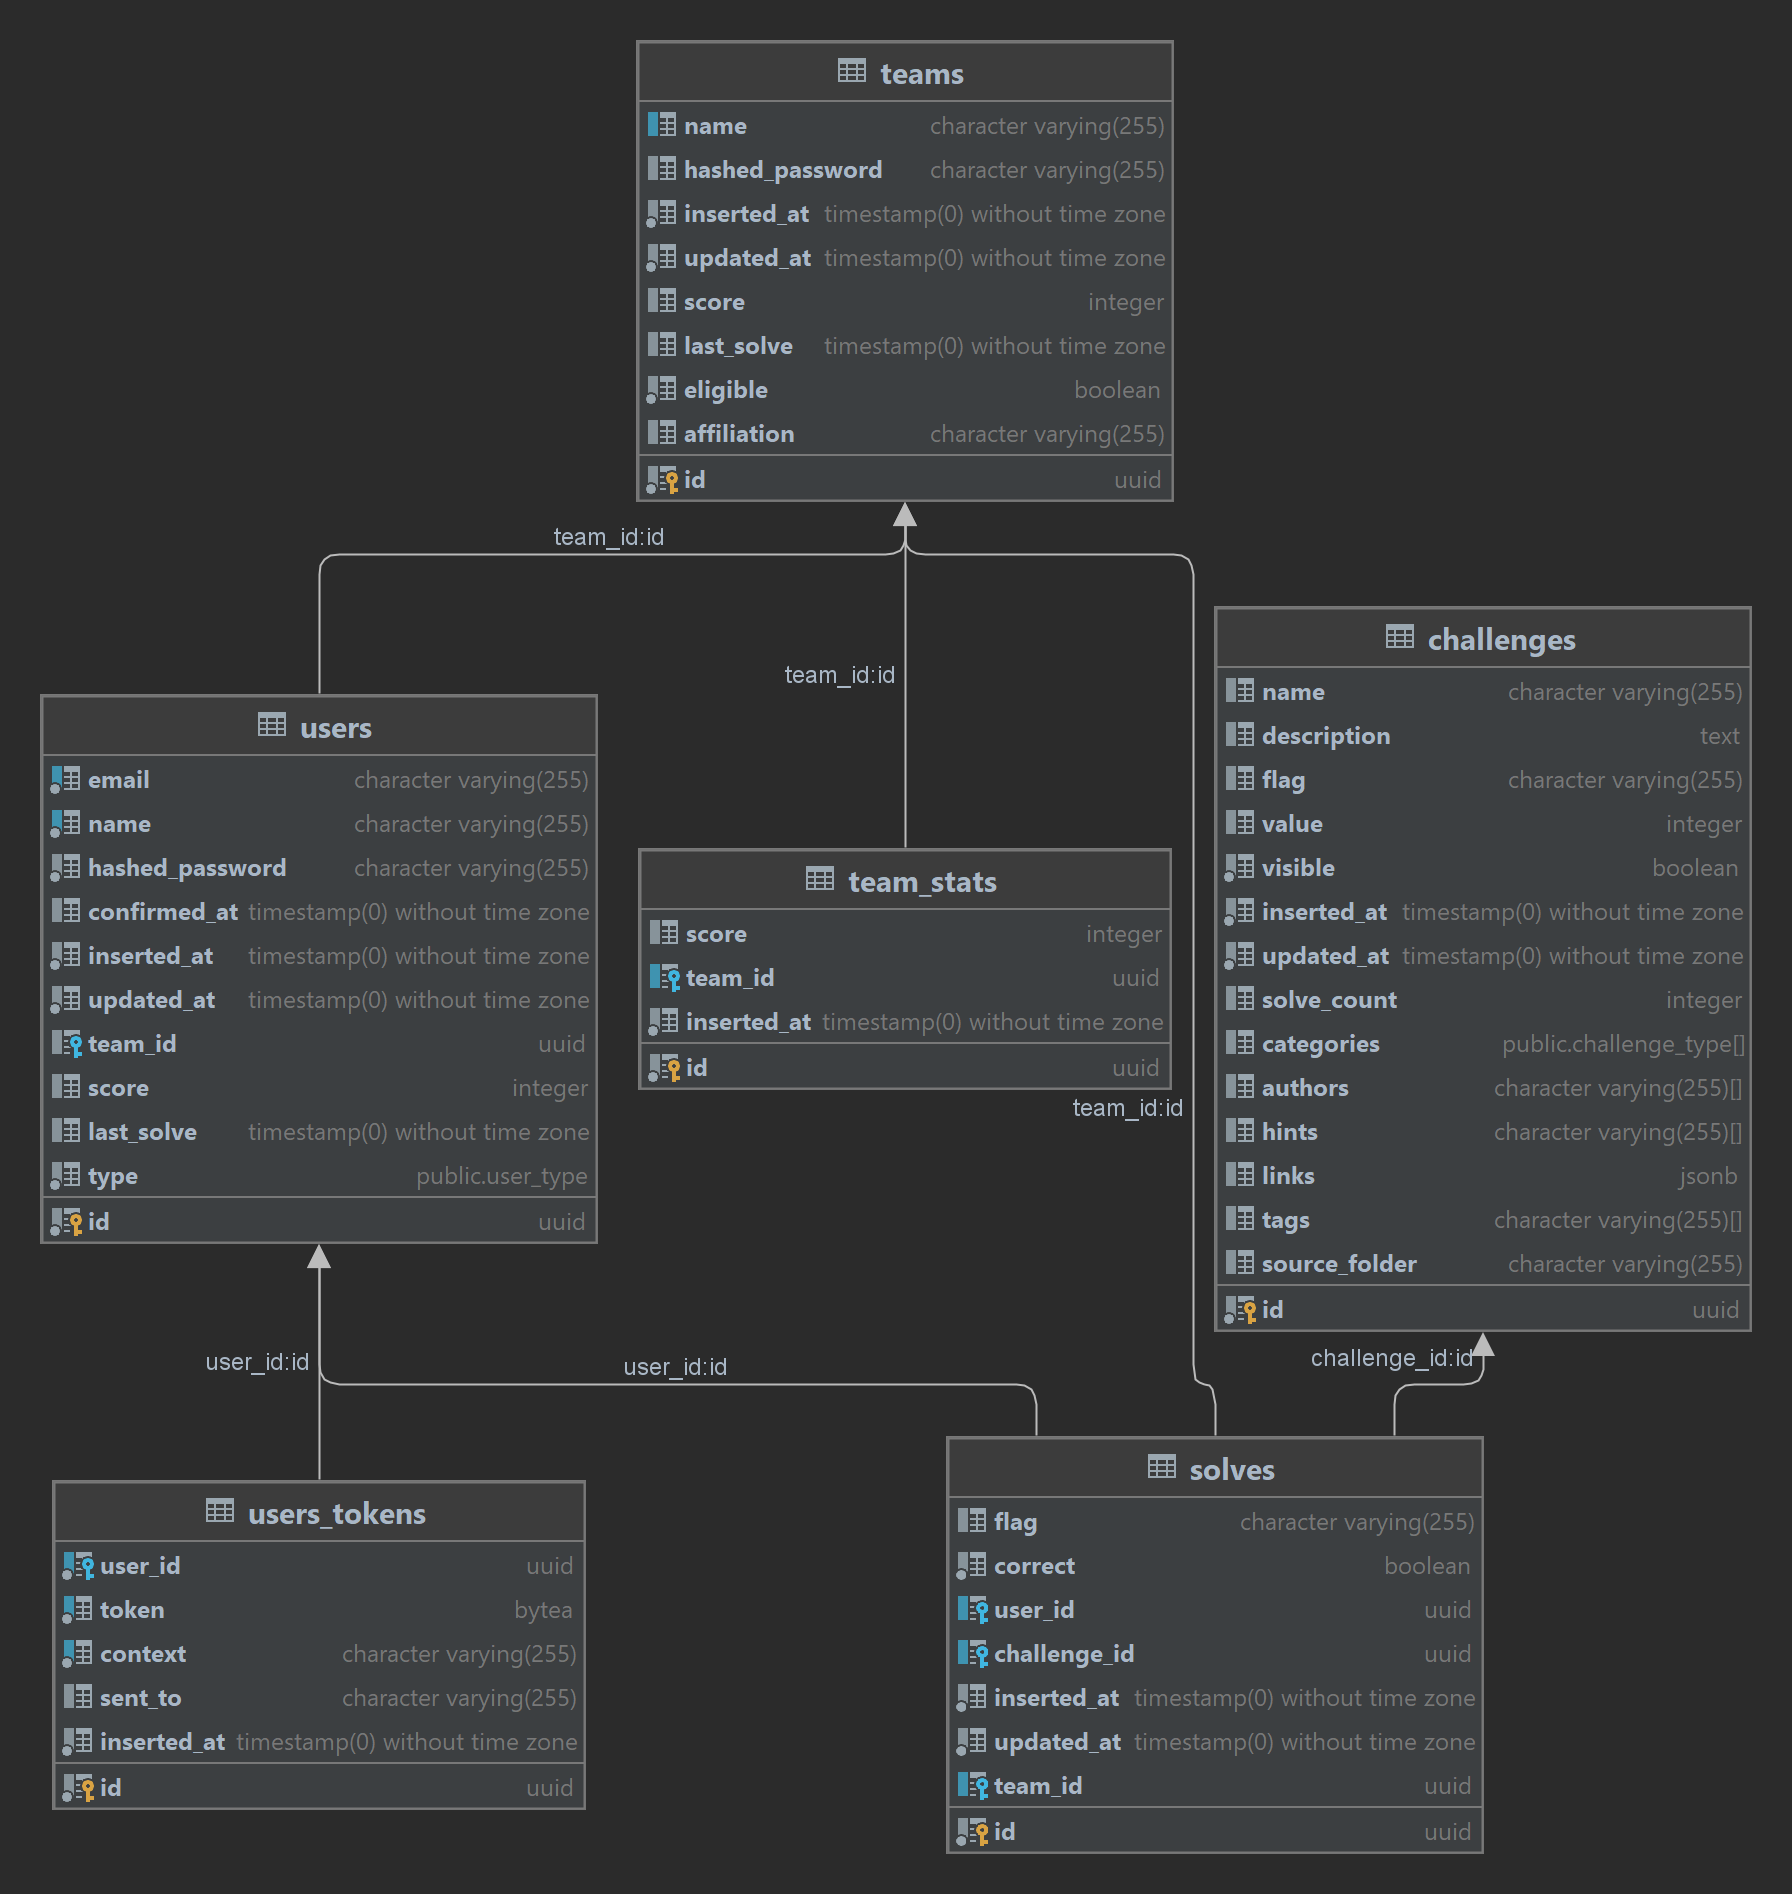 teams
name character varying(255)
hashed_password character varying(255)
inserted_at timestamp(0) without time zone
updated_at timestamp(0) without time zone
score integer
last_solve timestamp(0) without time zone
eligible boolean
affiliation character varying(255)
id uuid
team_id:id
team_id:id
team_id:id
users
email character varying(255)
name character varying(255)
hashed_password character varying(255)
confirmed_at timestamp(0) without time zone
inserted_at timestamp(0) without time zone
updated_at timestamp(0) without time zone
team_id uuid
score integer
last_solve timestamp(0) without time zone
type public.user_type
id uuid
team_stats
score integer
team_id uuid
inserted_at timestamp(0) without time zone
id uuid
challenges
name character varying(255)
description text
flag character varying(255)
value integer
visible boolean
inserted_at timestamp(0) without time zone
updated_at timestamp(0) without time zone
solve_count integer
categories public.challenge_type[]
authors character varying(255)[]
hints character varying(255)[]
links jsonb
tags character varying(255)[]
source_folder character varying(255)
id uuid
user_id:id
user_id:id
challenge_id:id
users_tokens
user_id uuid
token bytea
context character varying(255)
sent_to character varying(255)
inserted_at timestamp(0) without time zone
id uuid
solves
flag character varying(255)
correct boolean
user_id uuid
challenge_id uuid
inserted_at timestamp(0) without time zone
updated_at timestamp(0) without time zone
team_id uuid
id uuid